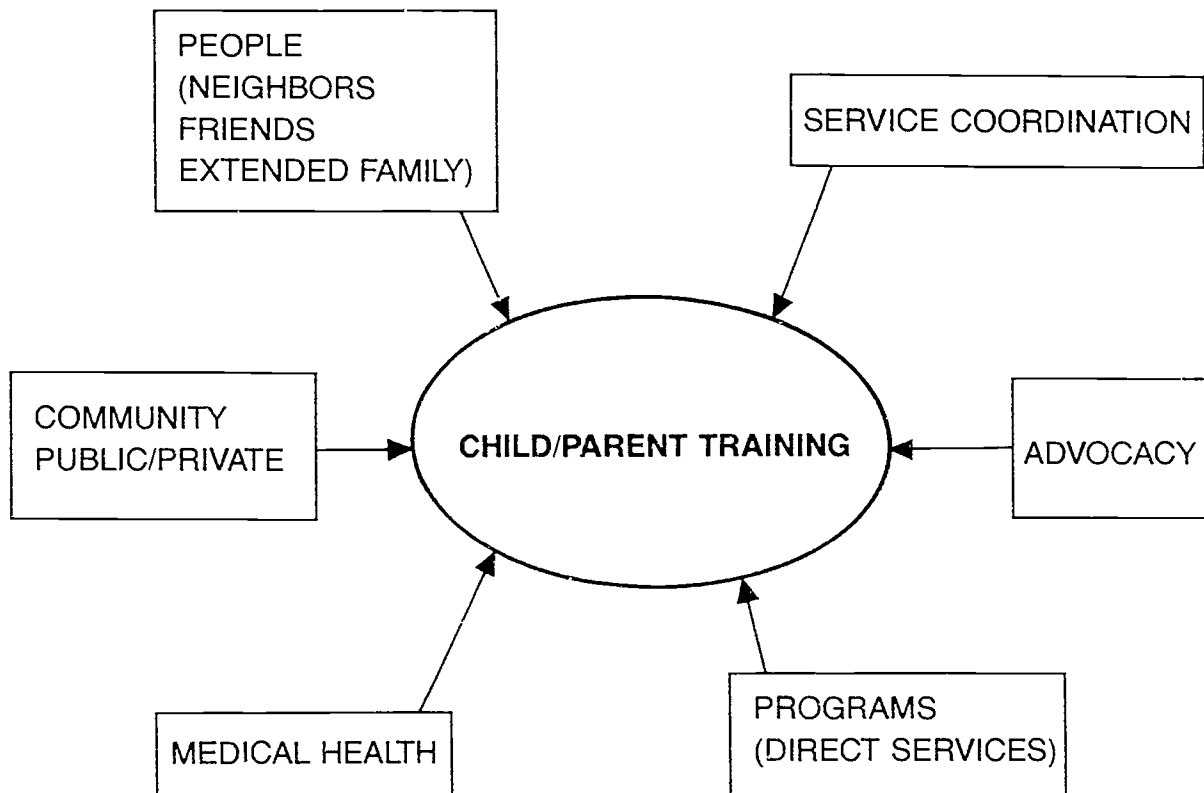 PEOPLE
(NEIGHBORS
FRIENDS
EXTENDED FAMILY)
SERVICE COORDINATION
COMMUNITY
PUBLIC/PRIVATE
CHILD/PARENT TRAINING
ADVOCACY
MEDICAL HEALTH
PROGRAMS
(DIRECT SERVICES)